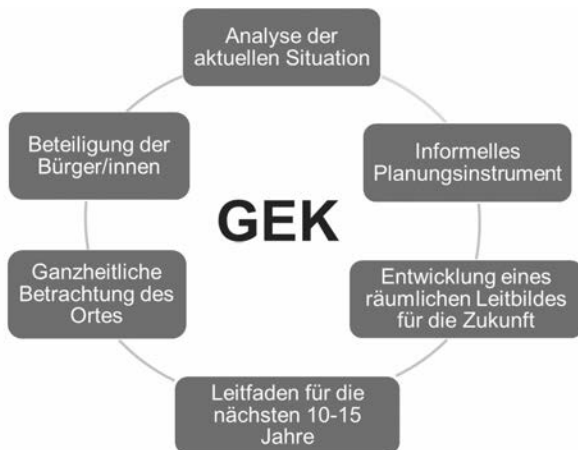 Analyse der
aktuellen Situation
Informelles
Planungsinstrument
Entwicklung eines
räumlichen Leitbildes
für die Zukunft
Leitfaden für die
nächsten 10-15
Jahre
Ganzheitliche
Betrachtung des
Ortes
Beteiligung der
Bürger/innen
GEK